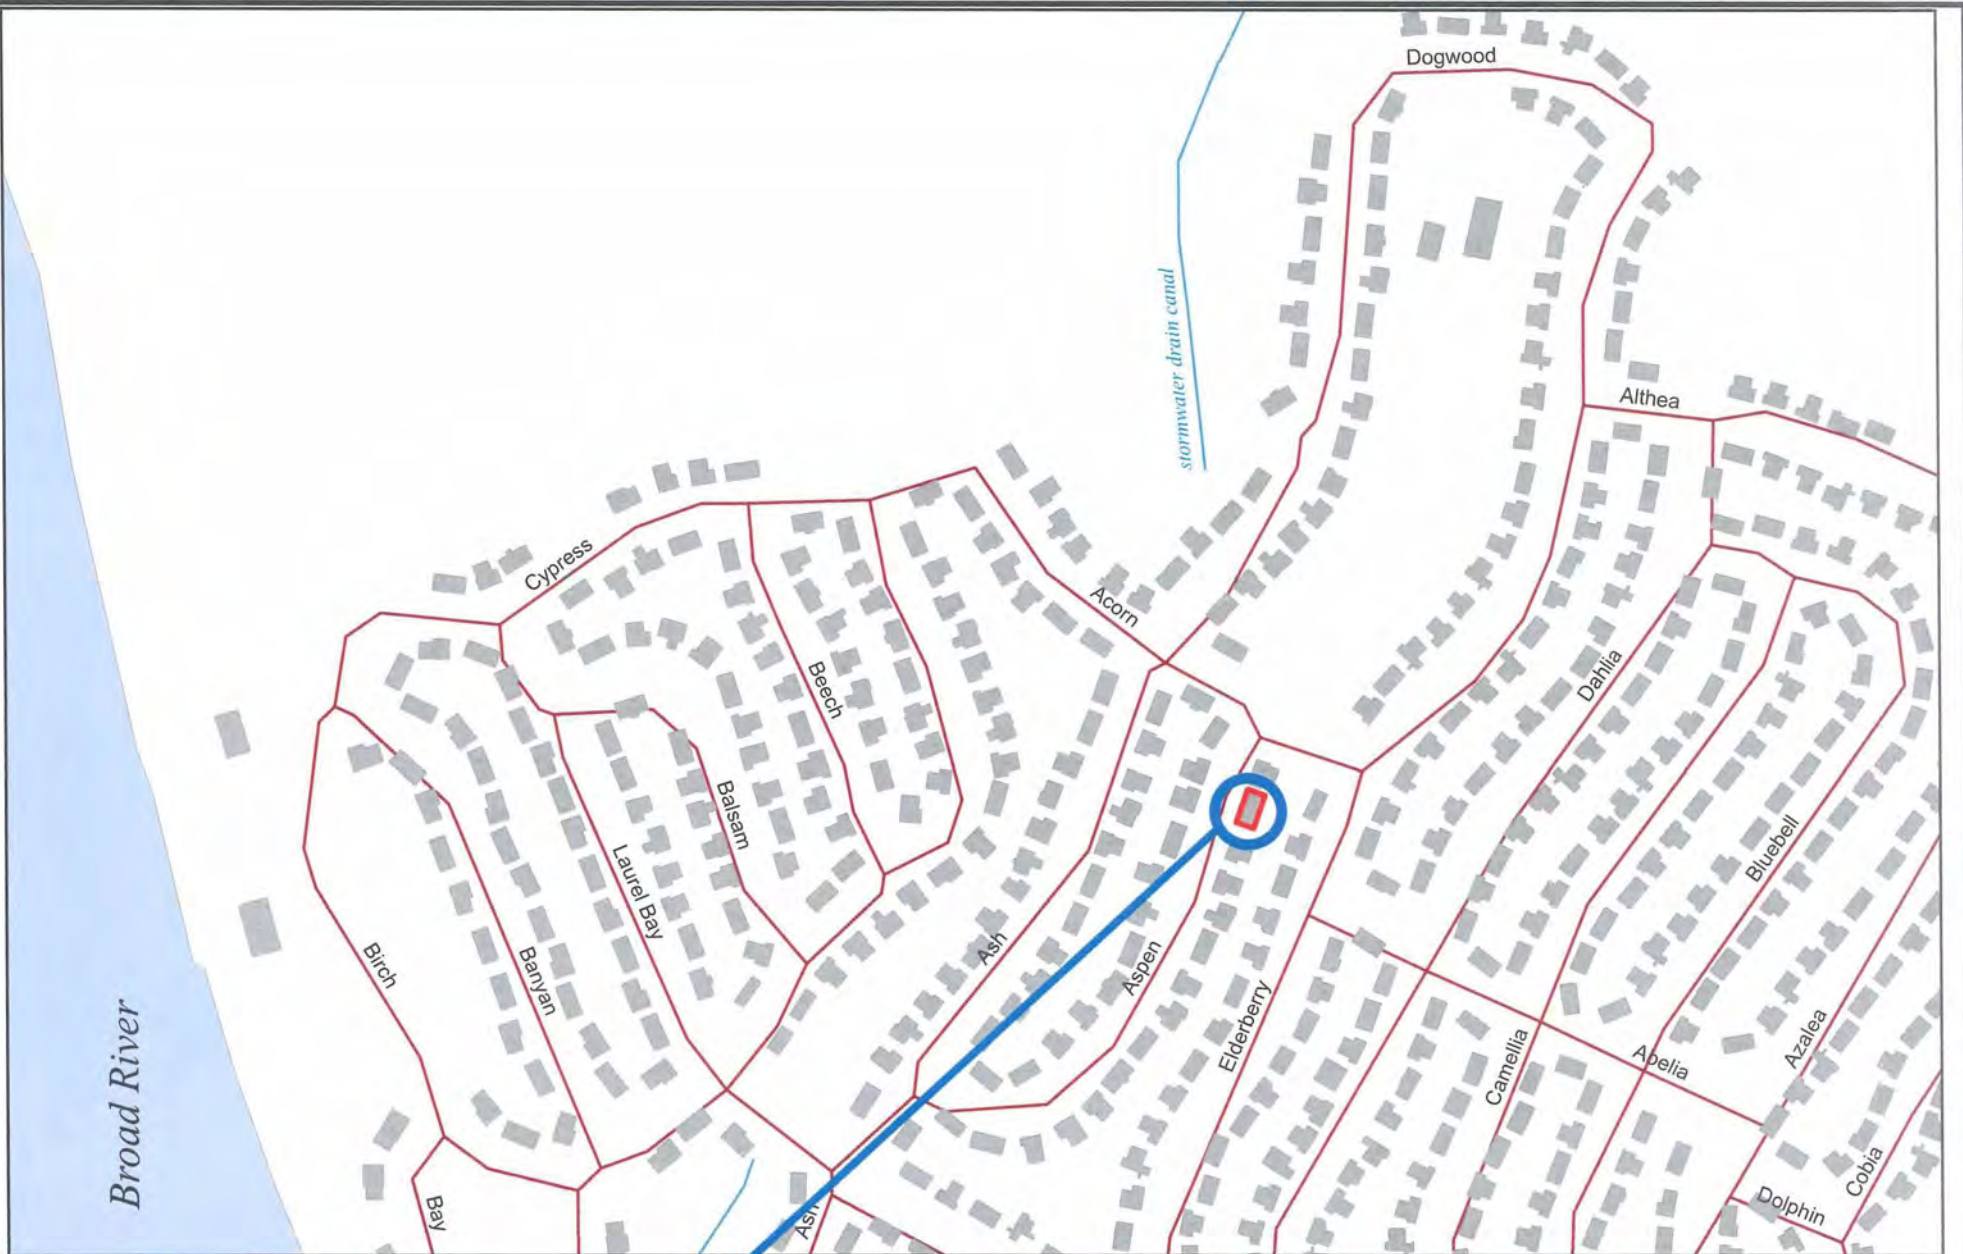 Dogwood
stormwater drain canal
Althea
Cypress
Acorn
Beech
Dahlia
Balsam
Laurel Bay
Bluebell
Ash
Aspen
Birch
Banyan
Elderberry
Camellia
Abelia
Azalea
Broad River
Bay
Ash
Cobia
Dolphin